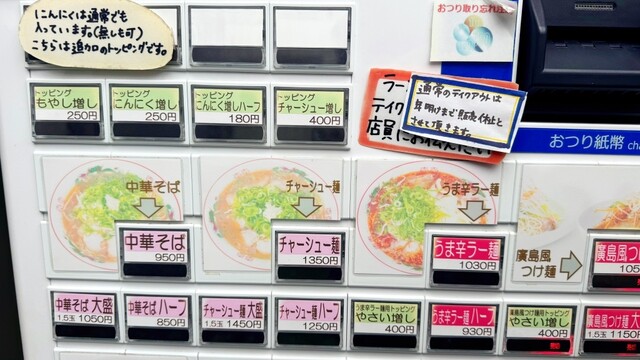 にんにくは通常でも
入っています。(無しも可)
こちらは追加のトッピングです。
おつり取り忘れ注
トッピング
もやし増し
250円
トッピング
にんにく増し
250円
トッピング
にんにく増しハーフ
180円
トッピング
チャーシュー増し
400円
ラー
テイク
店員にお伝えください
通常のテイクアウトは
年明けまで販売休止と
させて頂きます。
おつり紙幣 cha
中華そば
中華そば
950円
チャーシュー麺
チャーシュー麺
1350円
うま辛ラー麺
うま辛ラー麺
1030円
廣島風
つけ麺
廣島風つけ
105
中華そば 大盛
1.5玉 1050円
中華そば ハーフ
850円
チャーシュー麺 大盛
1.5玉 1450円
チャーシュー麺 ハーフ
1250円
うま辛ラー麺用トッピング
やさい増し
400円
うま辛ラー麺 ハーフ
930円
廣島風つけ麺用トッピング
やさい増し
400円
廣島風つけ麺 大
1.5玉 1150